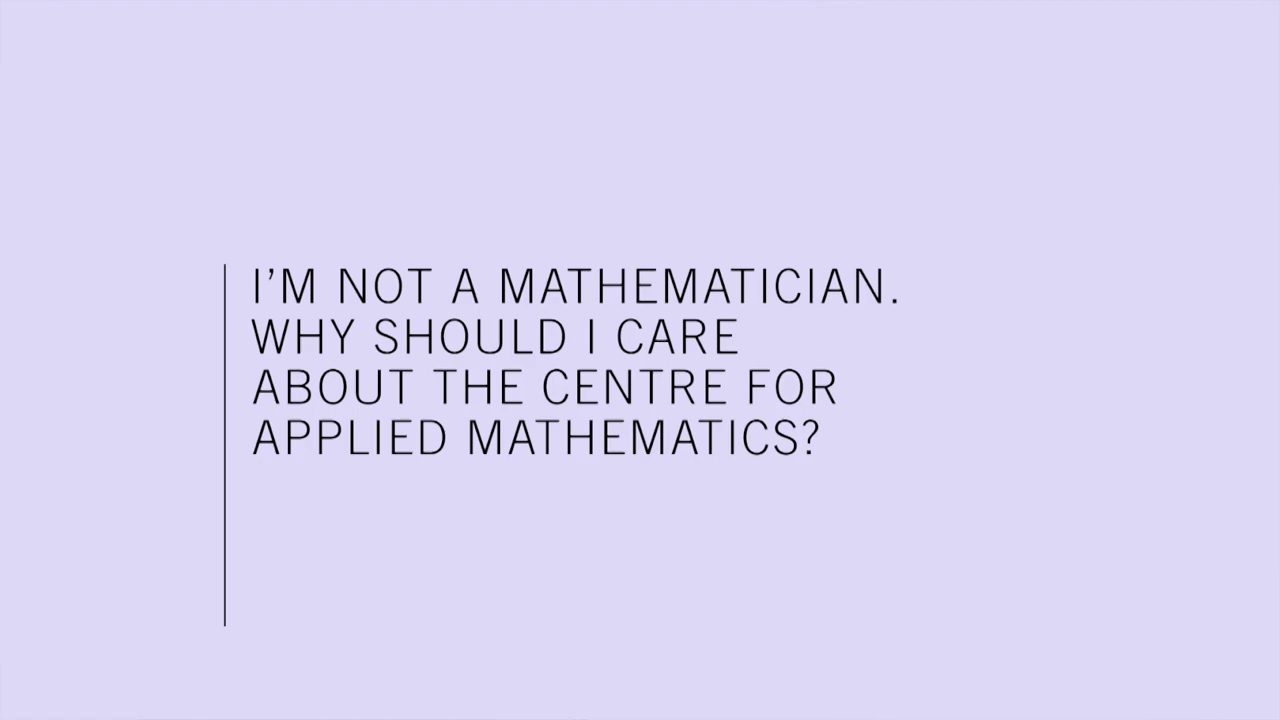 I’M NOT A MATHEMATICIAN.
WHY SHOULD I CARE
ABOUT THE CENTRE FOR
APPLIED MATHEMATICS?